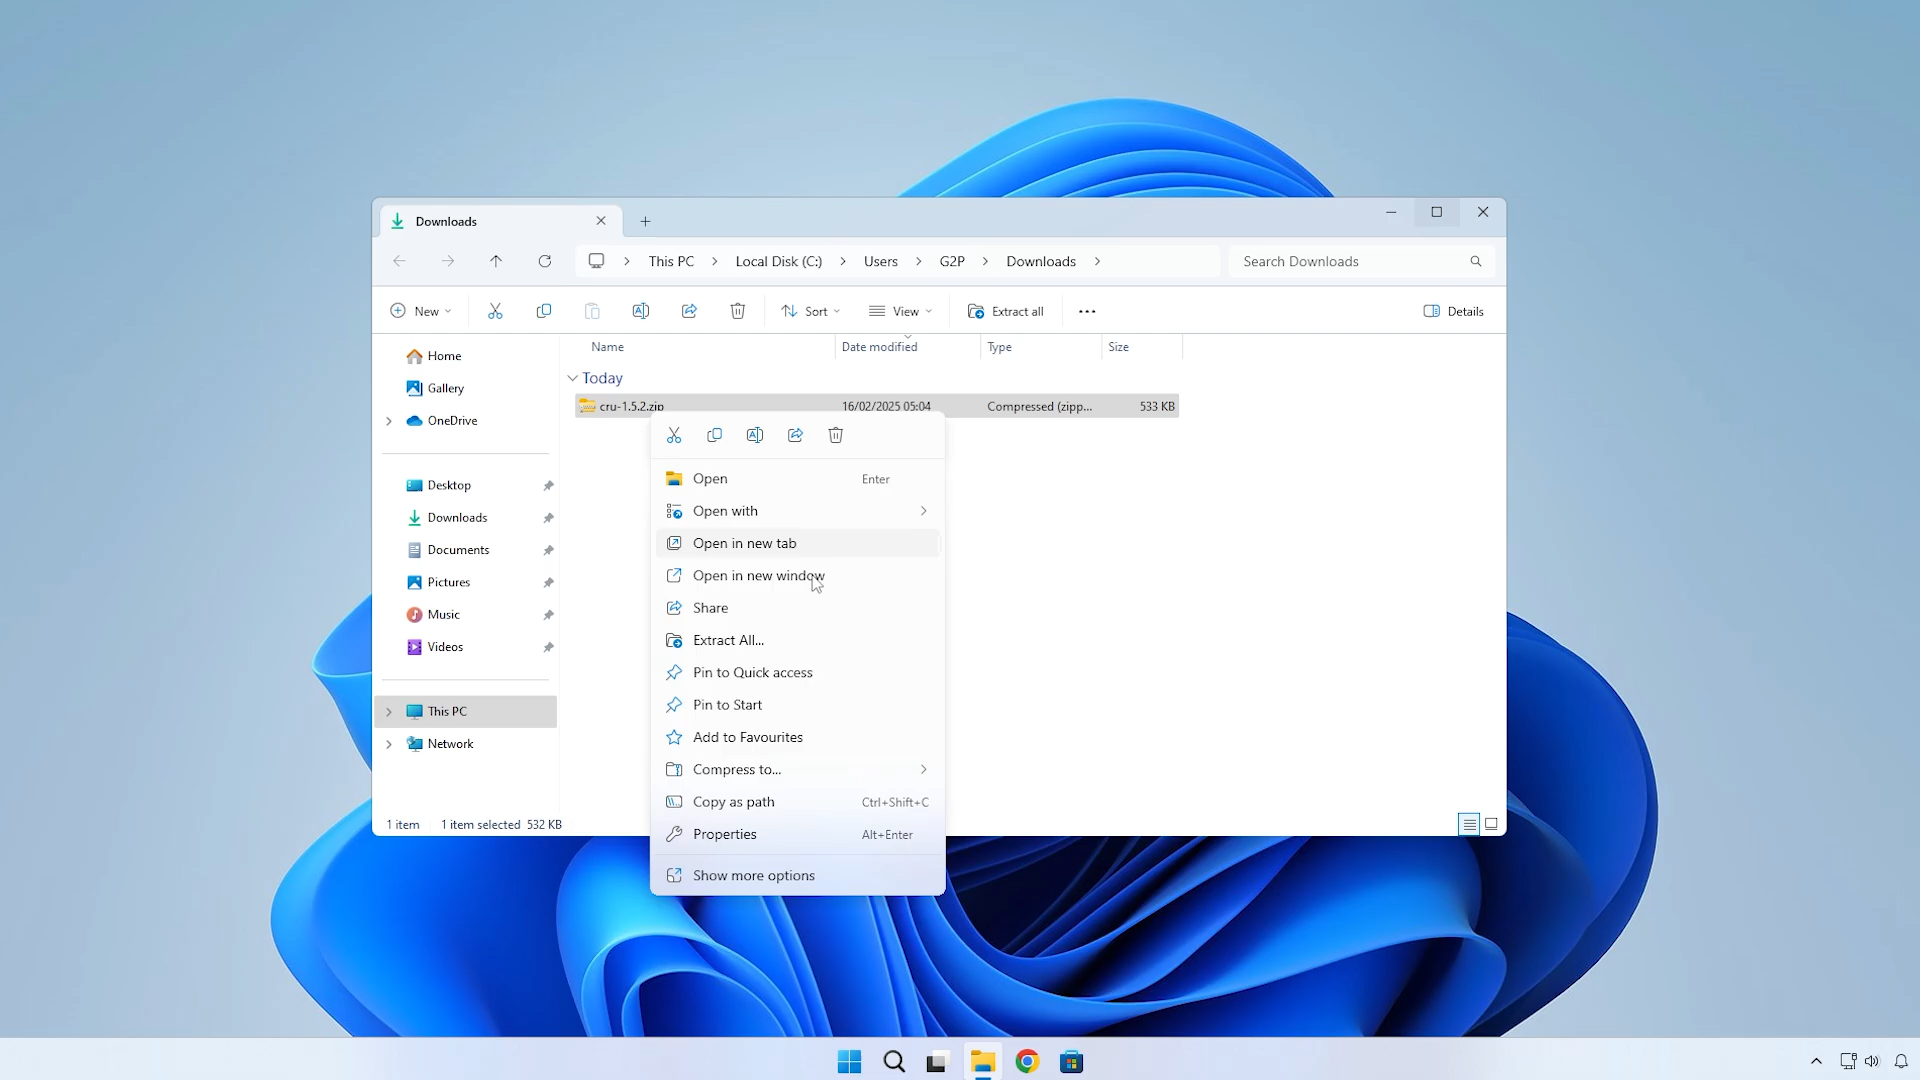 Downloads
This PC
Local Disk (C:)
Users
G2P
Downloads
Search Downloads
New
Sort
View
Extract all
Details
Name
Date modified
Type
Size
Home
Gallery
OneDrive
Desktop
Downloads
Documents
Pictures
Music
Videos
This PC
Network
Today
cru-1.5.2.zip 16/02/2025 05:04 Compressed (zipp... 533 KB
Open Enter
Open with
Open in new tab
Open in new window
Share
Extract All...
Pin to Quick access
Pin to Start
Add to Favourites
Compress to...
Copy as path Ctrl+Shift+C
Properties Alt+Enter
Show more options
1 item 1 item selected 532 KB